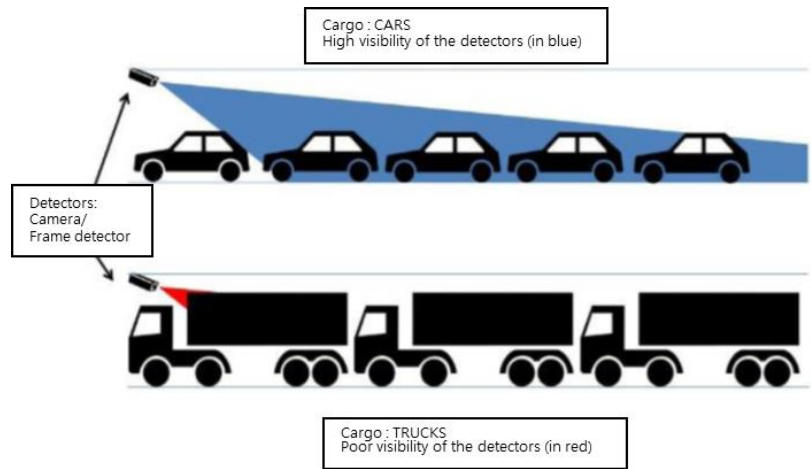 Cargo : CARS
High visibility of the detectors (in blue)
Detectors:
Camera/
Frame detector
Cargo : TRUCKS
Poor visibility of the detectors (in red)